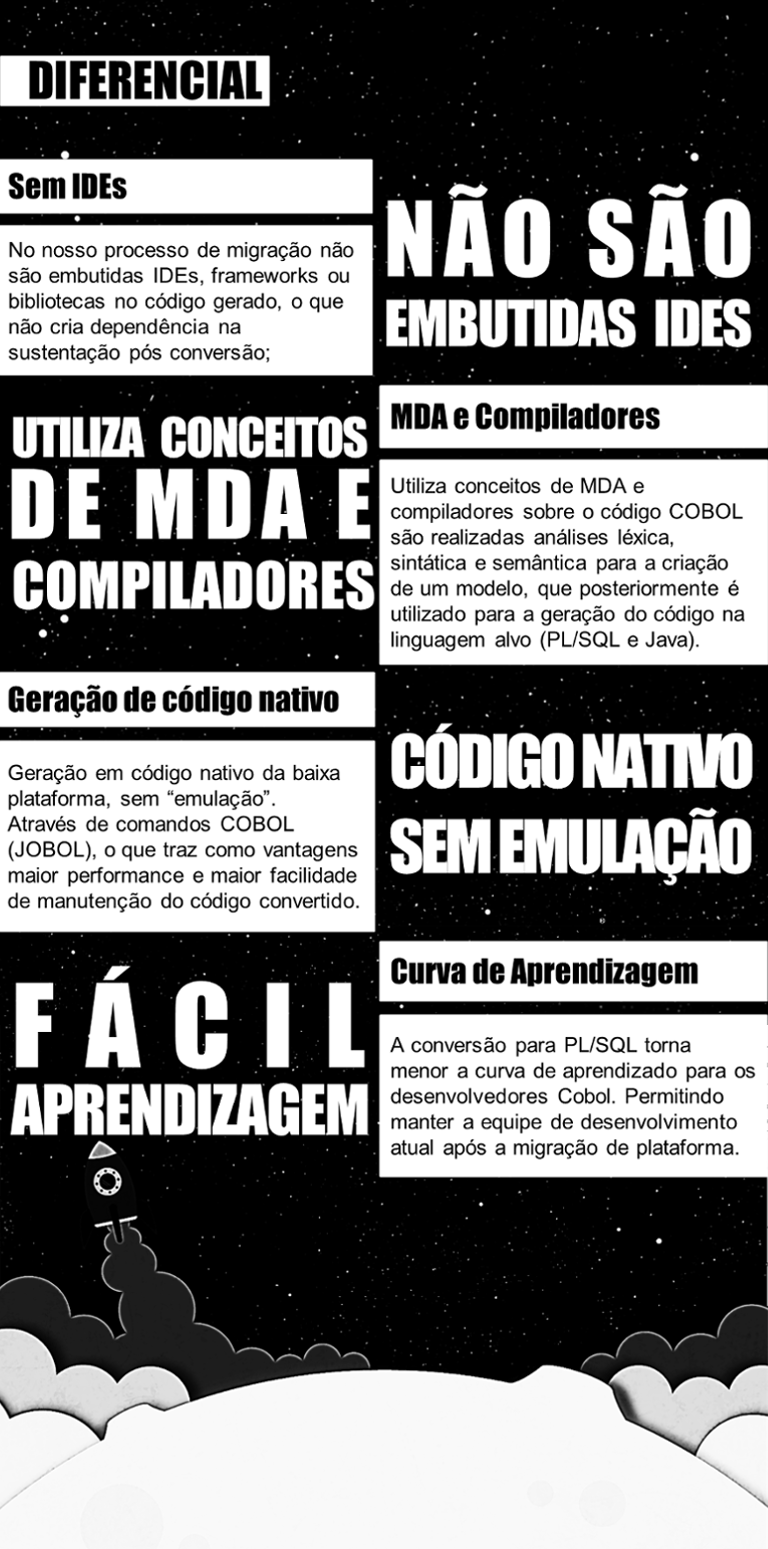 DIFERENCIAL
Sem IDEs
No nosso processo de migração não
são embutidas IDEs, frameworks ou
bibliotecas no código gerado, o que
não cria dependência na
sustentação pós conversão;
NÃO SÃO
EMBUTIDAS IDES
UTILIZA CONCEITOS
DE MDA E
COMPILADORES
MDA e Compiladores
Utiliza conceitos de MDA e
compiladores sobre o código COBOL
são realizadas análises léxica,
sintática e semântica para a criação
de um modelo, que posteriormente é
utilizado para a geração do código na
linguagem alvo (PL/SQL e Java).
Geração de código nativo
Geração em código nativo da baixa
plataforma, sem “emulação”.
Através de comandos COBOL
(JOBOL), o que traz como vantagens
maior performance e maior facilidade
de manutenção do código convertido.
CÓDIGO NATIVO
SEM EMULAÇÃO
FÁCIL
APRENDIZAGEM
Curva de Aprendizagem
A conversão para PL/SQL torna
menor a curva de aprendizado para os
desenvolvedores Cobol. Permitindo
manter a equipe de desenvolvimento
atual após a migração de plataforma.